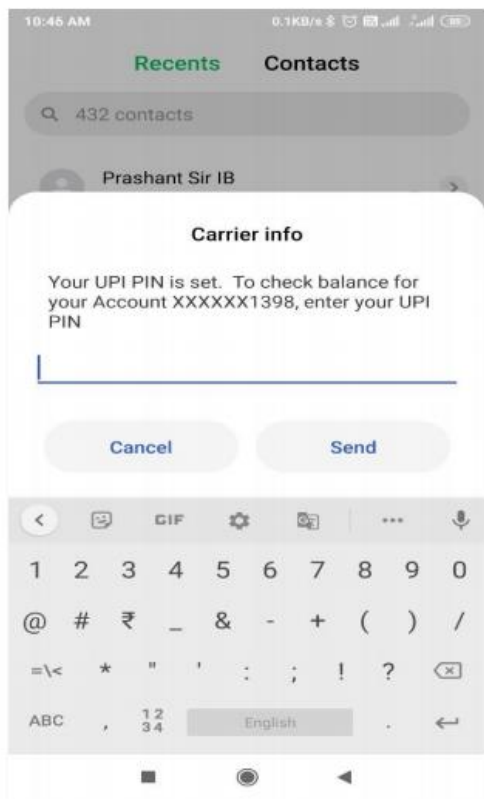 10:46 AM 0.1KB/s
Recents Contacts
432 contacts
Prashant Sir IB
Carrier info
Your UPI PIN is set. To check balance for
your Account XXXXXX1398, enter your UPI
PIN
Cancel Send
GIF
1 2 3 4 5 6 7 8 9 0
@ # ₹ _ & - + ( ) /
=\< * " ' : ; ! ?
ABC , 12 34 English .